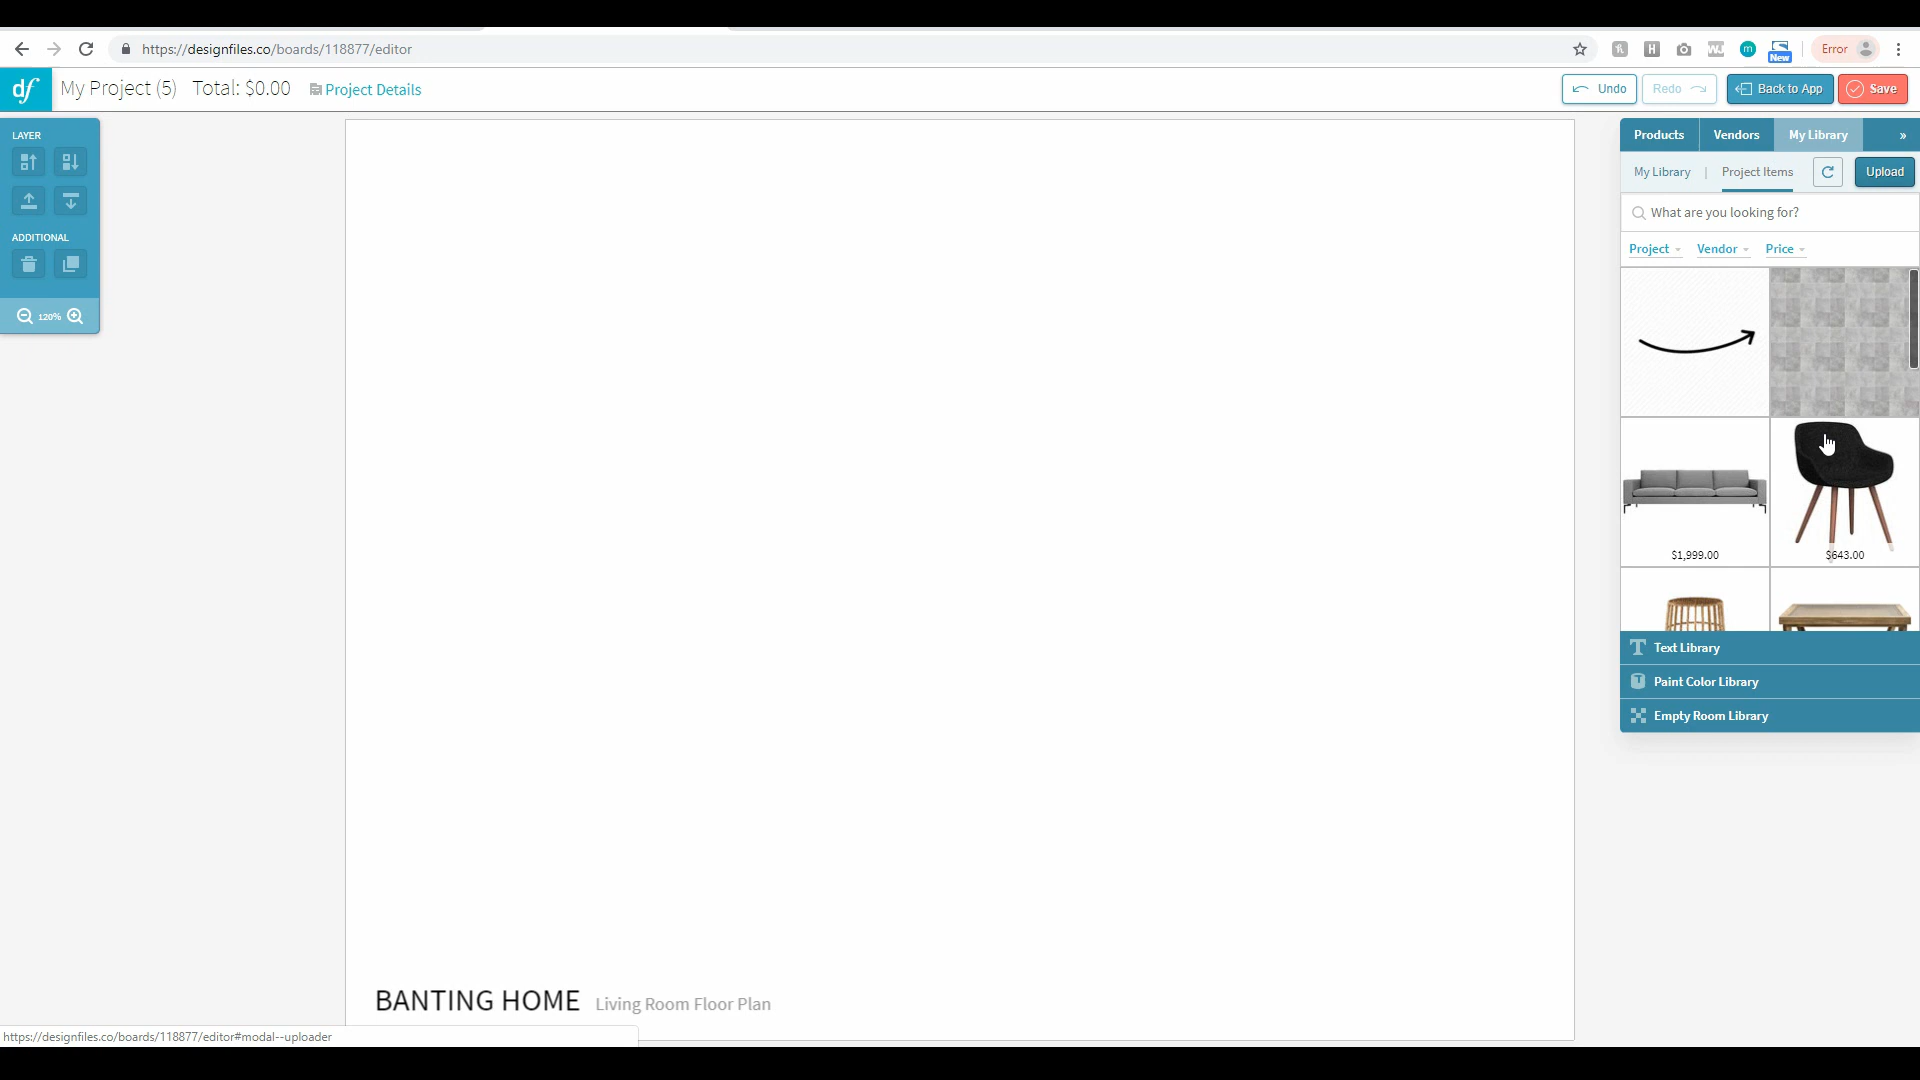 https://designfiles.co/boards/118877/editor
H
m
New
Error
df My Project (5) Total: $0.00 Project Details
Undo
Redo
Back to App
Save
LAYER
ADDITIONAL
120%
Products
Vendors
My Library
»
My Library | Project Items
Upload
What are you looking for?
Project
Vendor
Price
$1,999.00
$643.00
Text Library
Paint Color Library
Empty Room Library
BANTING HOME Living Room Floor Plan
https://designfiles.co/boards/118877/editor#modal--uploader